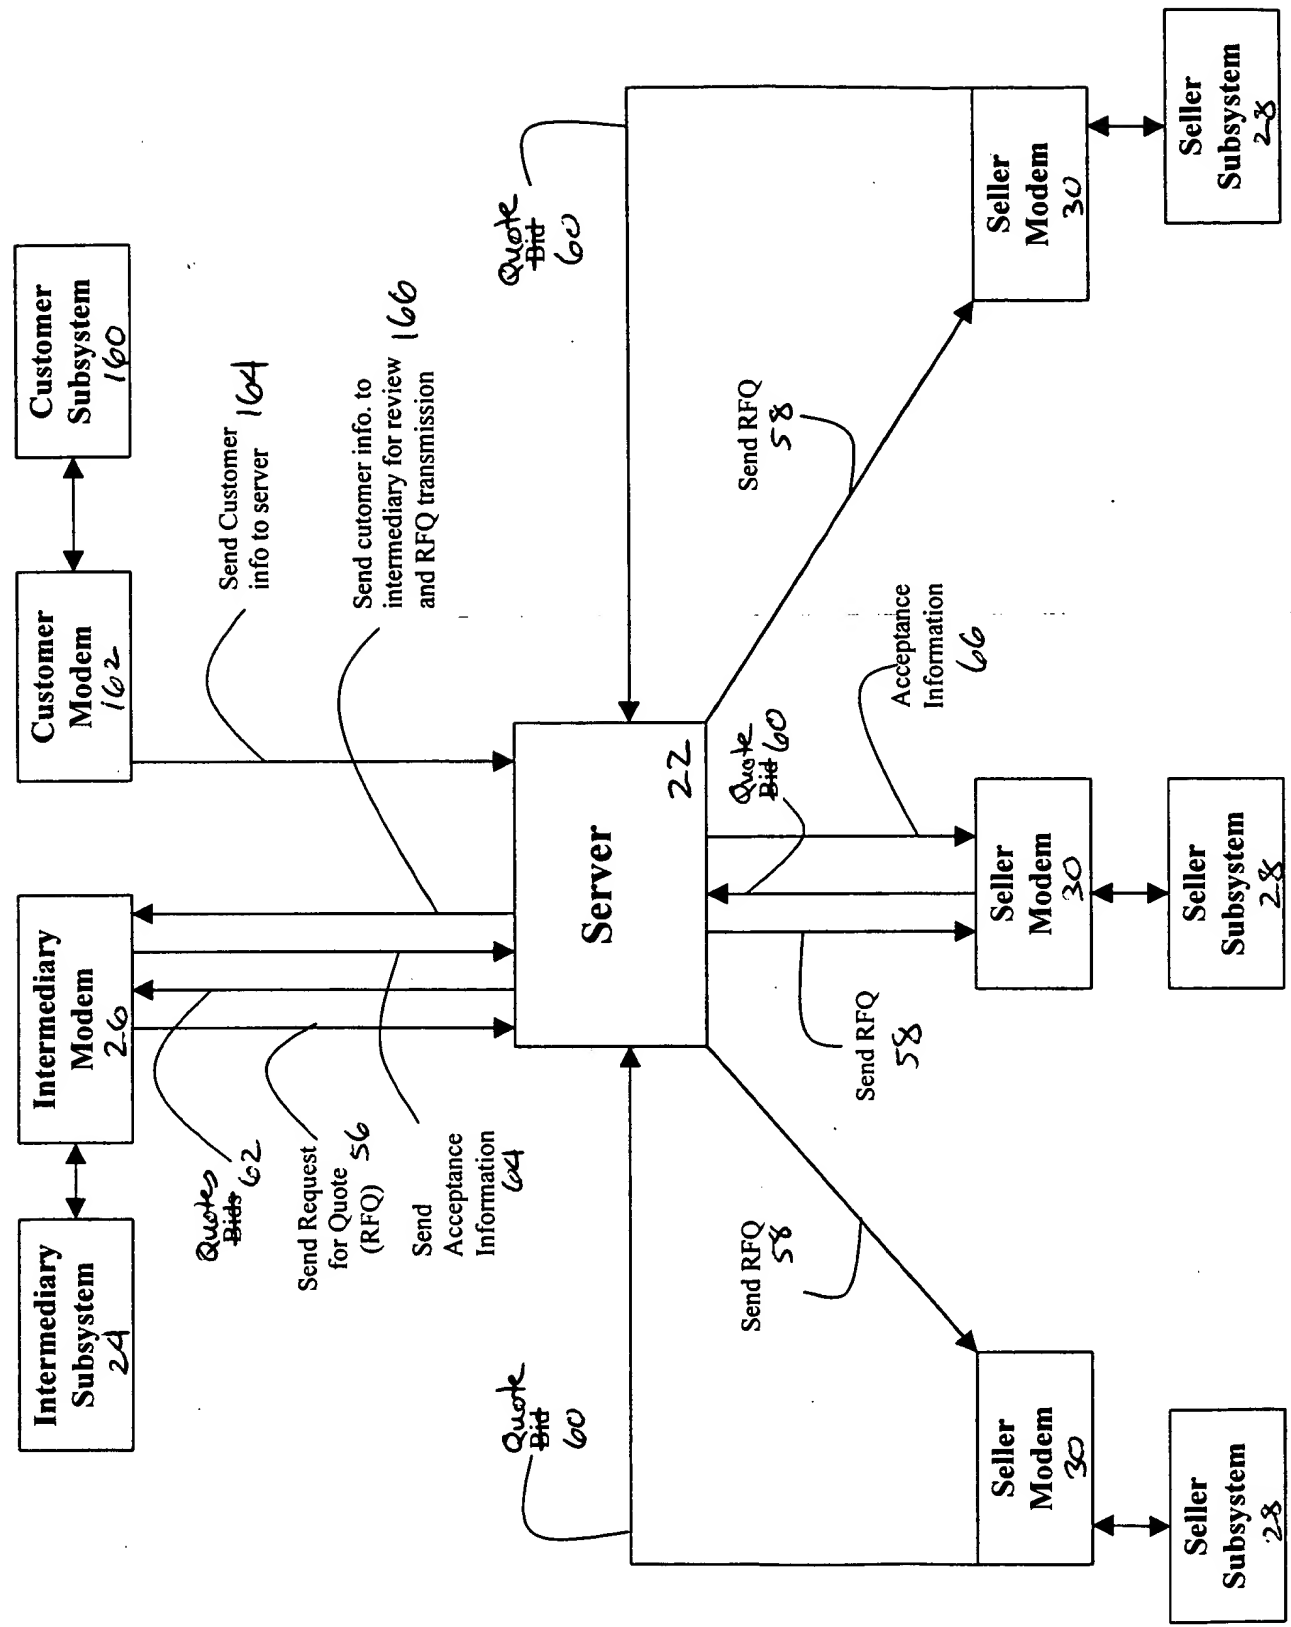 Intermediary
Subsystem
24
Intermediary
Modem
26
Customer
Modem
162
Customer
Subsystem
160
Quotes
Bids 62
Send Request
for Quote 56
(RFQ)
Send
Acceptance
Information
64
Send Customer
info to server 164
Send cutomer info. to
intermediary for review 166
and RFQ transmission
Quote
Bid
60
Server
22
Quote
Bid
60
Send RFQ
58
Send RFQ
58
Quote
Bid 60
Acceptance
Information
66
Send RFQ
58
Seller
Modem
30
Seller
Modem
30
Seller
Modem
30
Seller
Subsystem
28
Seller
Subsystem
28
Seller
Subsystem
28